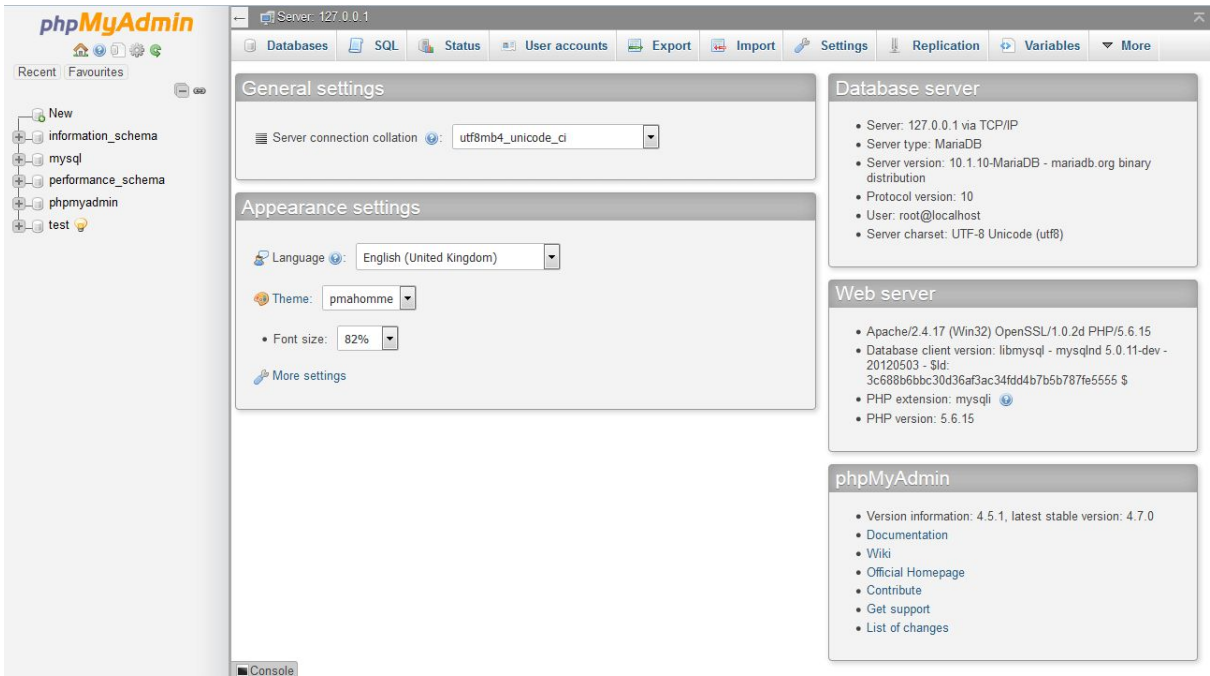 phpMyAdmin
Recent Favourites
New
information_schema
mysql
performance_schema
phpmyadmin
test
Server: 127.0.0.1
Databases SQL Status User accounts Export Import Settings Replication Variables More
General settings
Server connection collation : utf8mb4_unicode_ci
Appearance settings
Language : English (United Kingdom)
Theme: pmahomme
Font size: 82%
More settings
Database server
Server: 127.0.0.1 via TCP/IP
Server type: MariaDB
Server version: 10.1.10-MariaDB - mariadb.org binary
distribution
Protocol version: 10
User: root@localhost
Server charset: UTF-8 Unicode (utf8)
Web server
Apache/2.4.17 (Win32) OpenSSL/1.0.2d PHP/5.6.15
Database client version: libmysql - mysqlnd 5.0.11-dev -
20120503 - $Id:
3c688b6bbc30d36af3ac34fdd4b7b5b787fe5555 $
PHP extension: mysqli
PHP version: 5.6.15
phpMyAdmin
Version information: 4.5.1, latest stable version: 4.7.0
Documentation
Wiki
Official Homepage
Contribute
Get support
List of changes
Console